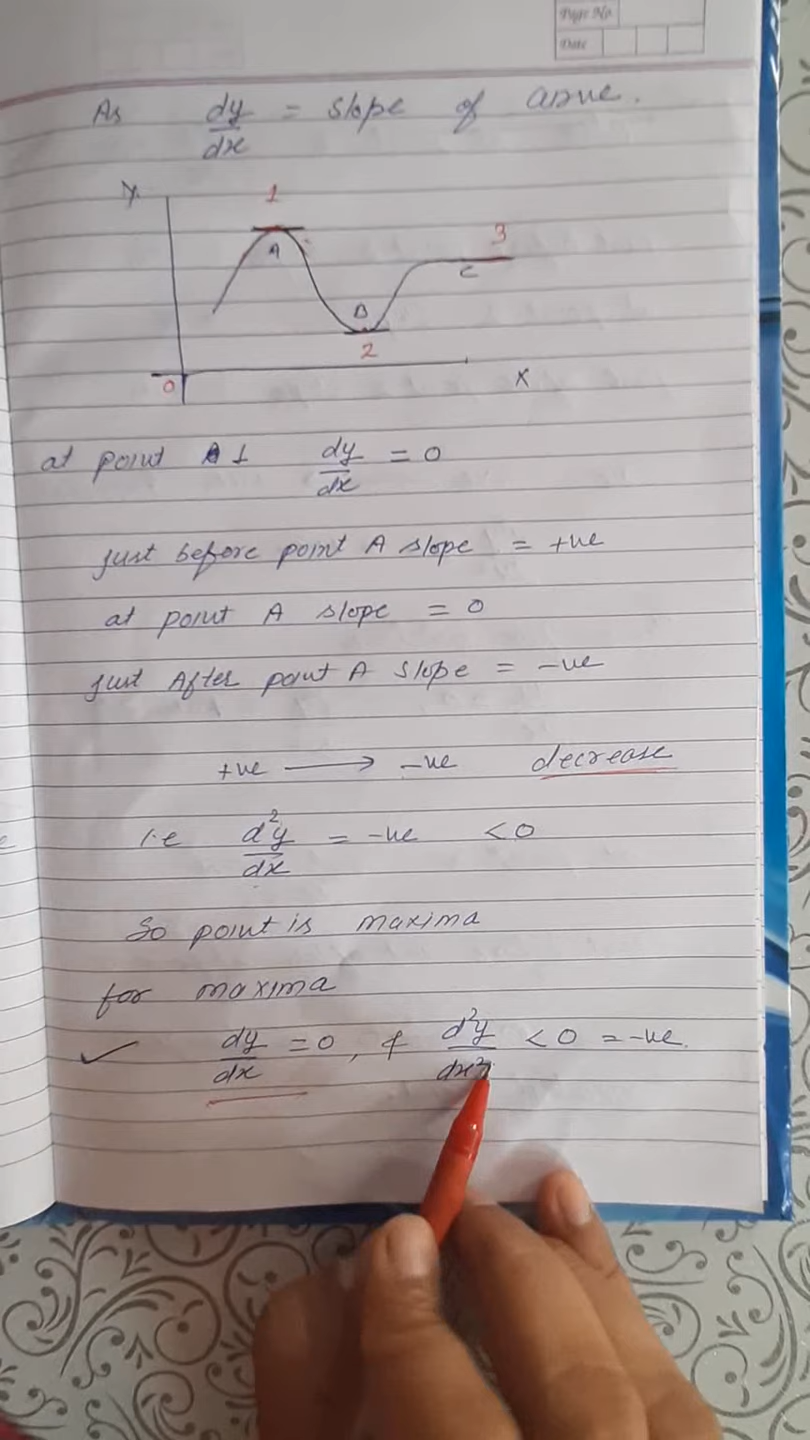 Page No.
Date
As dy/dx = slope of curve.
Y
1
A
3
C
B
2
O
X
at point A 1 dy/dx = 0
just before point A slope = +ve
at point A slope = 0
just After point A slope = -ve
+ve → -ve decrease
i.e d²y/dx = -ve < 0
So point is maxima
for maxima
✓ dy/dx = 0, & d²y/dx² < 0 = -ve.